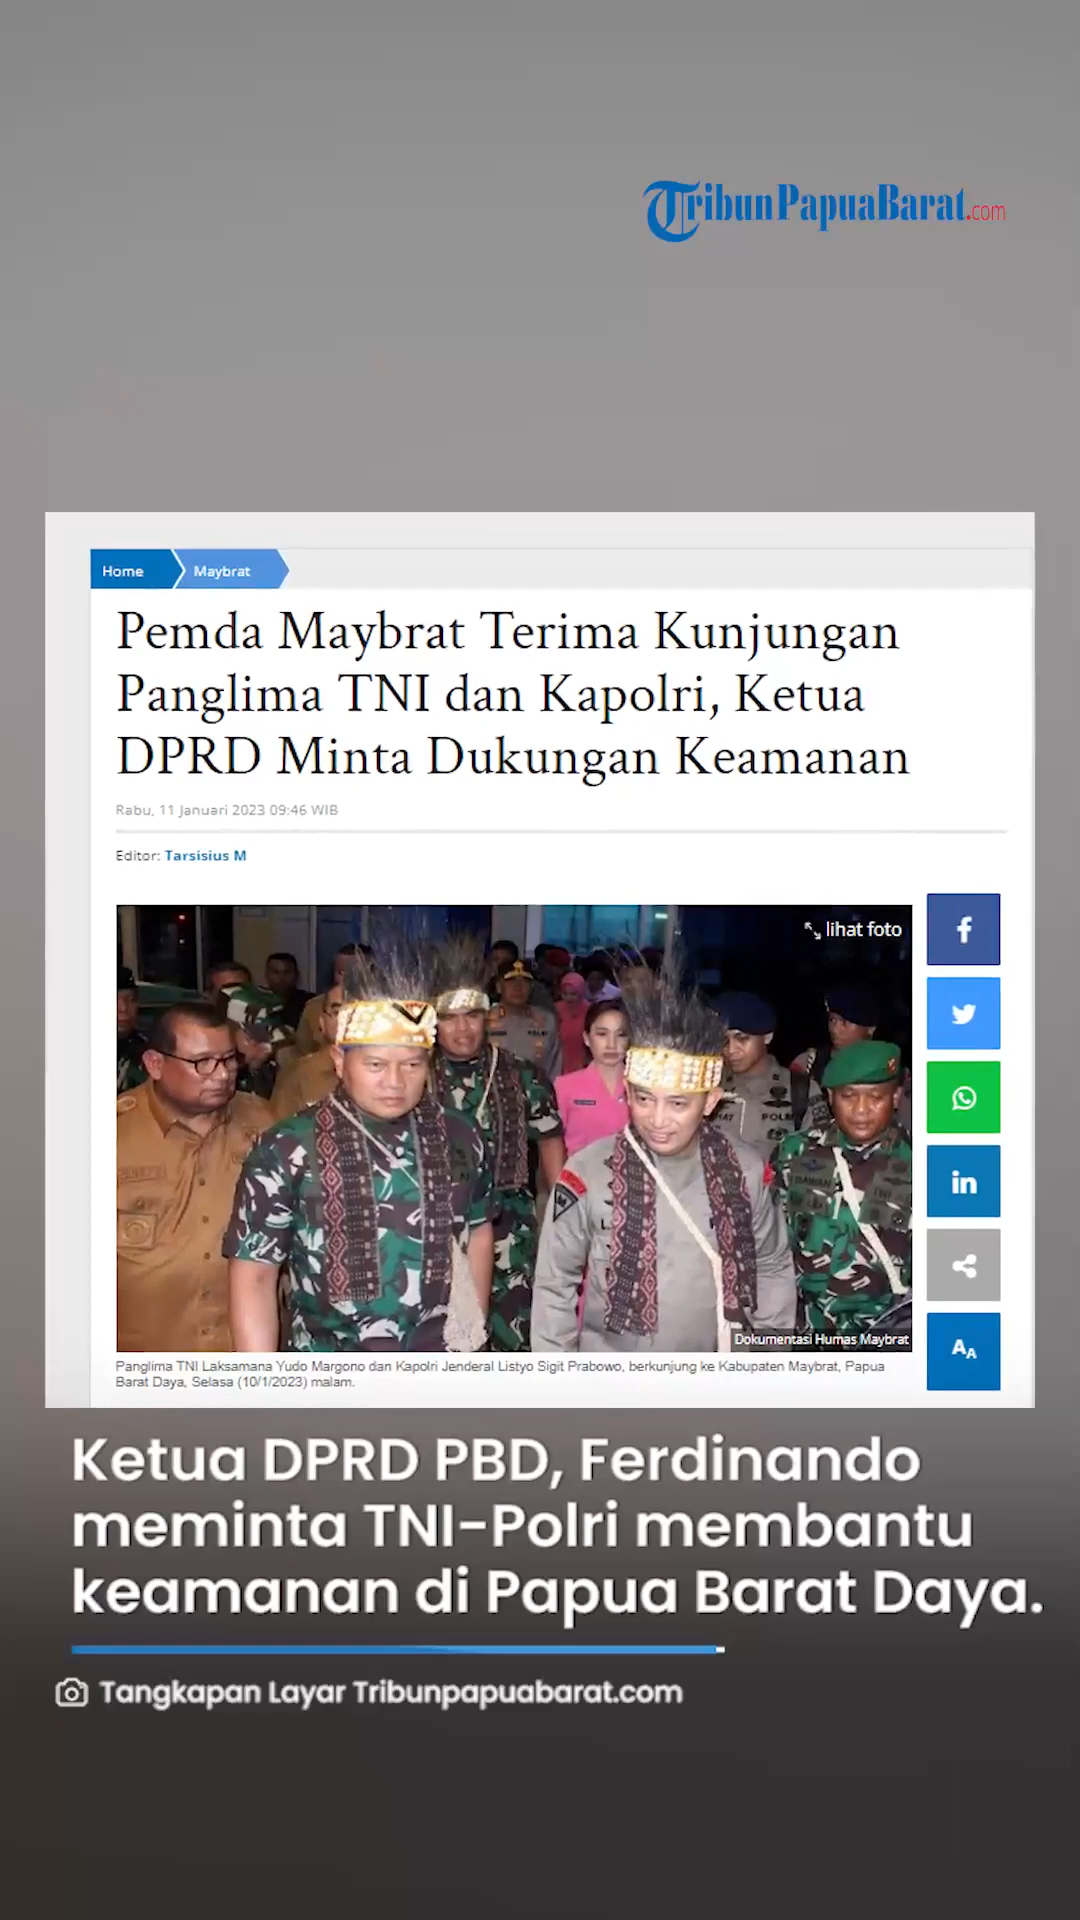 TribunPapuaBarat.com
Home
Maybrat
Pemda Maybrat Terima Kunjungan
Panglima TNI dan Kapolri, Ketua
DPRD Minta Dukungan Keamanan
Rabu, 11 Januari 2023 09:46 WIB
Editor: Tarsisius M
lihat foto
POLRI
Dokumentasi Humas Maybrat
AA
Panglima TNI Laksamana Yudo Margono dan Kapolri Jenderal Listyo Sigit Prabowo, berkunjung ke Kabupaten Maybrat, Papua
Barat Daya, Selasa (10/1/2023) malam.
Ketua DPRD PBD, Ferdinando
meminta TNI-Polri membantu
keamanan di Papua Barat Daya.
Tangkapan Layar Tribunpapuabarat.com